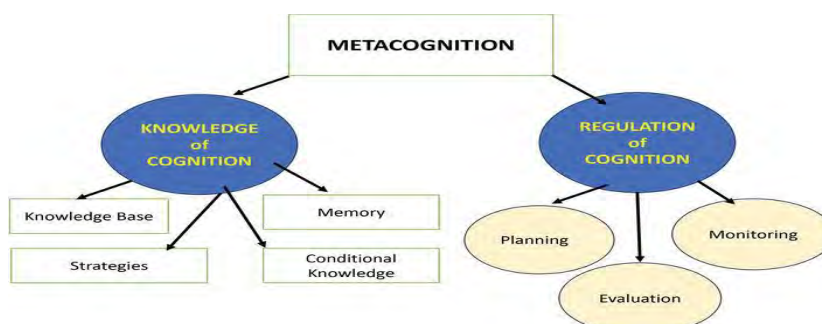 METACOGNITION
KNOWLEDGE
of
COGNITION
REGULATION
of
COGNITION
Knowledge Base
Memory
Strategies
Conditional
Knowledge
Planning
Monitoring
Evaluation